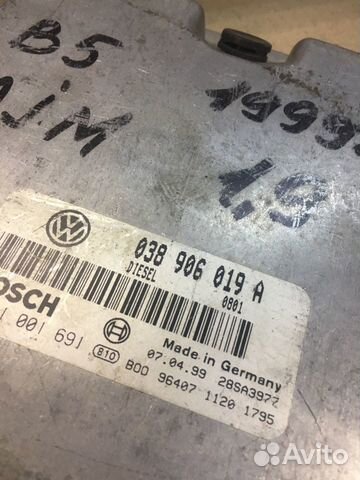 B5
AJM
1999
1,9
038 906 019 A
DIESEL
0801
BOSCH
001 691
B10
Made in Germany
07.04.99 28SA3977
B00 96407 1120 1795
Avito